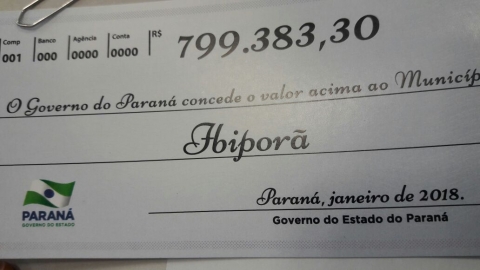 Comp Banco Agência Conta R$ 799.383,30
001 000 0000 0000
O Governo do Paraná concede o valor acima ao Municíp
Ibiporã
PARANÁ
GOVERNO DO ESTADO
Paraná, janeiro de 2018.
Governo do Estado do Paraná